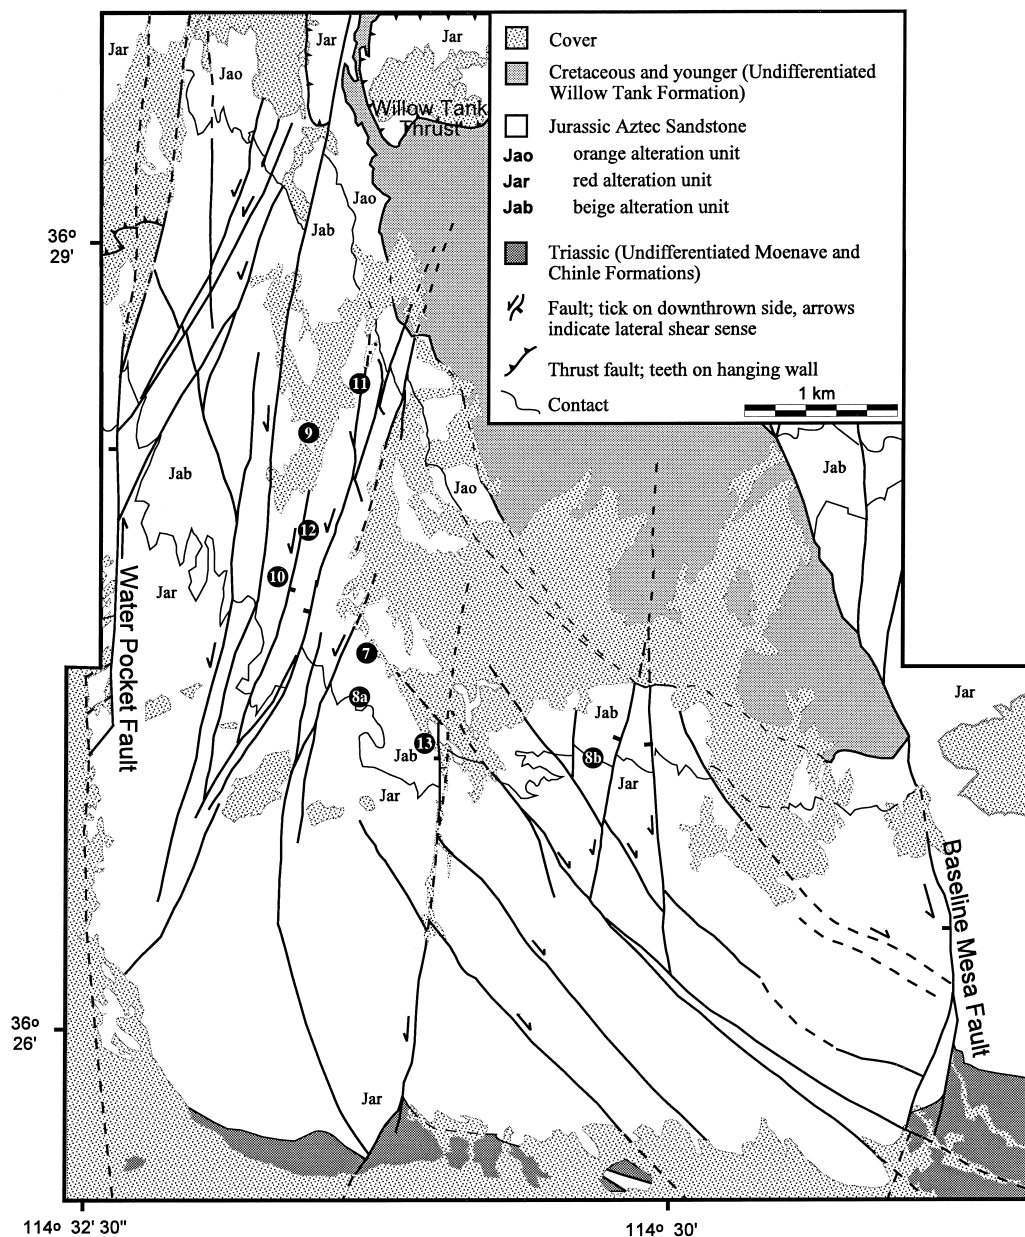 Jar
Jar
Jar
Jao
Willow Tank
Thrust
Cover
Cretaceous and younger (Undifferentiated
Willow Tank Formation)
Jurassic Aztec Sandstone
Jao orange alteration unit
Jar red alteration unit
Jab beige alteration unit
Triassic (Undifferentiated Moenave and
Chinle Formations)
Fault; tick on downthrown side, arrows
indicate lateral shear sense
Thrust fault; teeth on hanging wall
1 km
Contact
Jao
Jab
36º
29'
11
9
Jab
Jab
Jao
12
10
Jar
Water Pocket Fault
7
8a
Jar
Jab
13
Jab
8b
Jar
Jar
Baseline Mesa Fault
36º
26'
Jar
114º 32' 30"
114º 30'